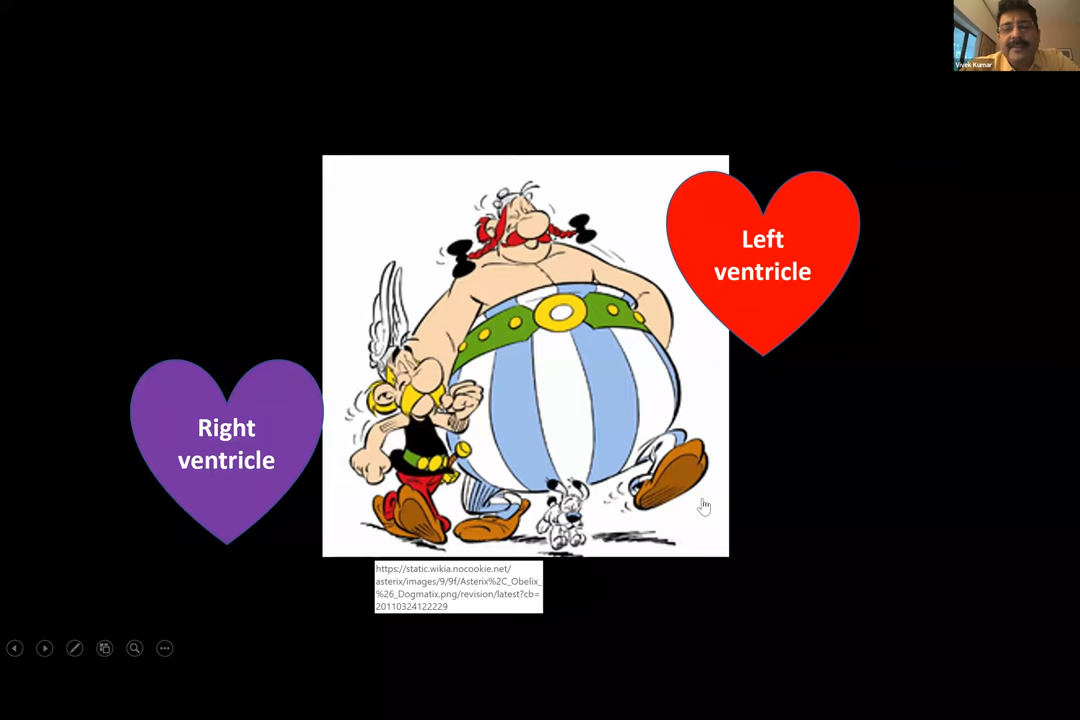 Vivek Kumar
Left
ventricle
Right
ventricle
https://static.wikia.nocookie.net/
asterix/images/9/9f/Asterix%2C_Obelix_
%26_Dogmatix.png/revision/latest?cb=
20110324122229